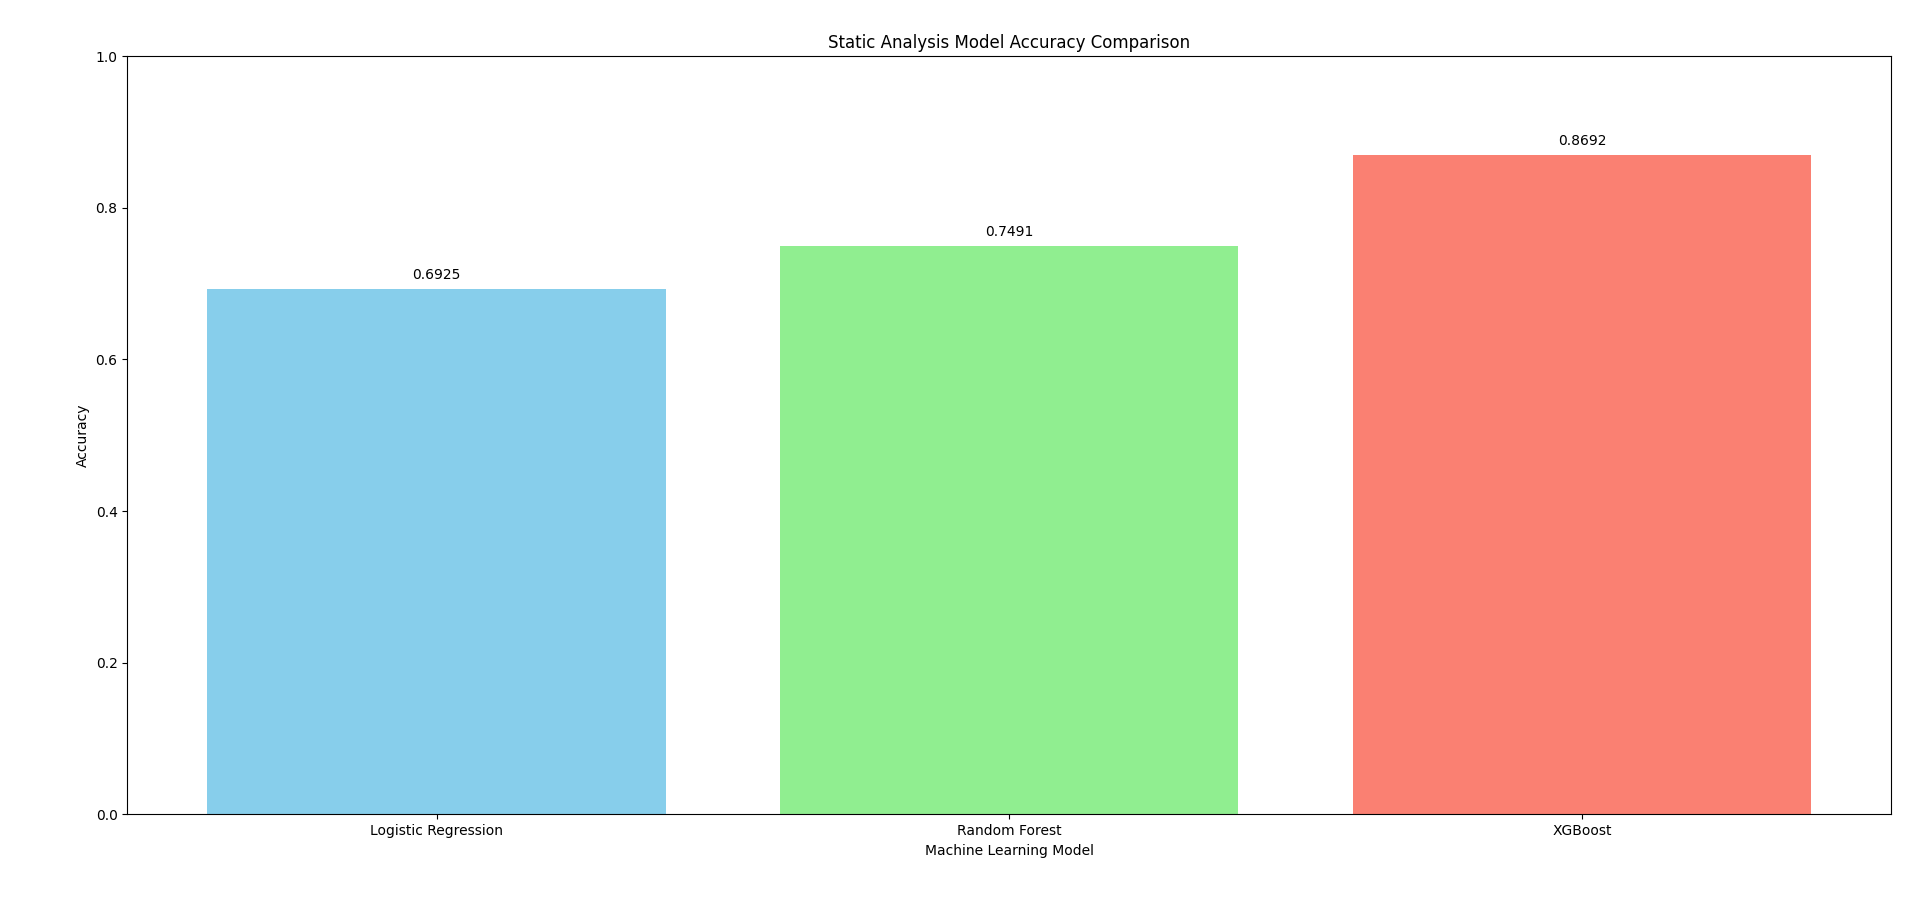 Static Analysis Model Accuracy Comparison
1.0
0.8
0.6
0.4
0.2
0.0
Accuracy
0.6925
0.7491
0.8692
Logistic Regression
Random Forest
XGBoost
Machine Learning Model